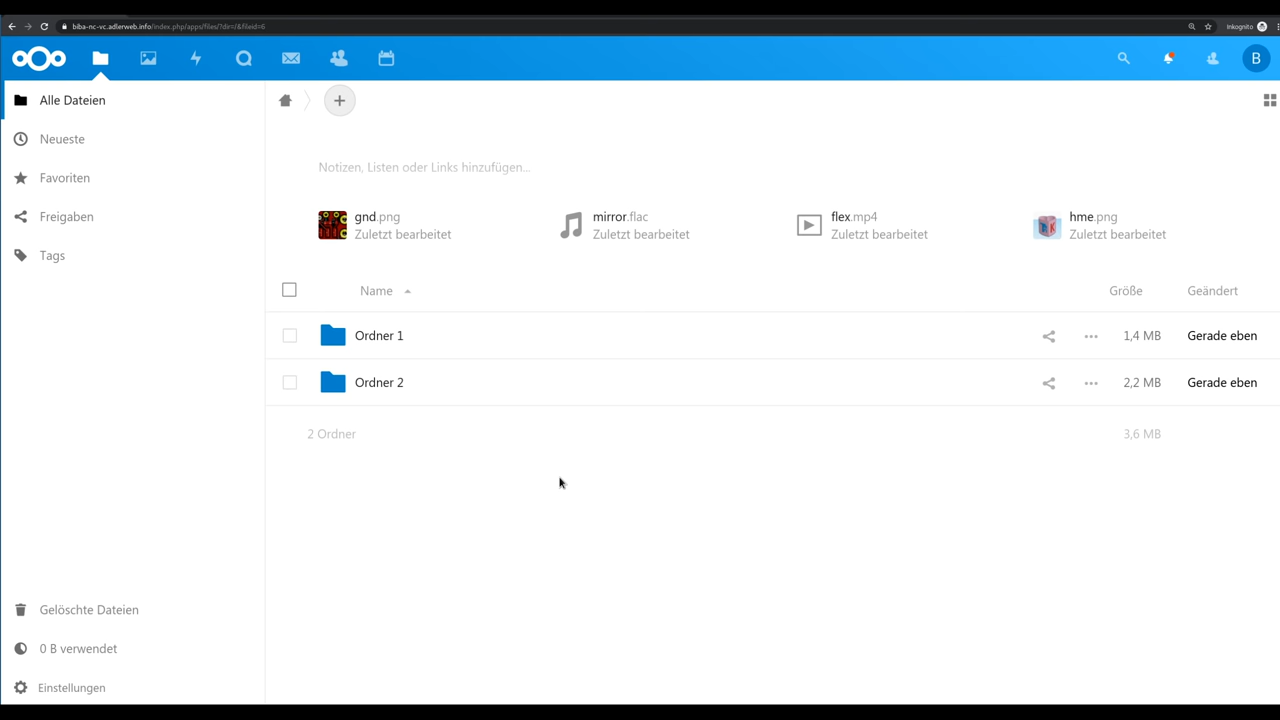 biba-nc-vc.adlerweb.info/index.php/apps/files/?dir=/&fileid=6
Inkognito
B
Alle Dateien
Neueste
Favoriten
Freigaben
Tags
Notizen, Listen oder Links hinzufügen...
gnd.png
Zuletzt bearbeitet
mirror.flac
Zuletzt bearbeitet
flex.mp4
Zuletzt bearbeitet
hme.png
Zuletzt bearbeitet
Name Größe Geändert
Ordner 1 1,4 MB Gerade eben
Ordner 2 2,2 MB Gerade eben
2 Ordner 3,6 MB
Gelöschte Dateien
0 B verwendet
Einstellungen